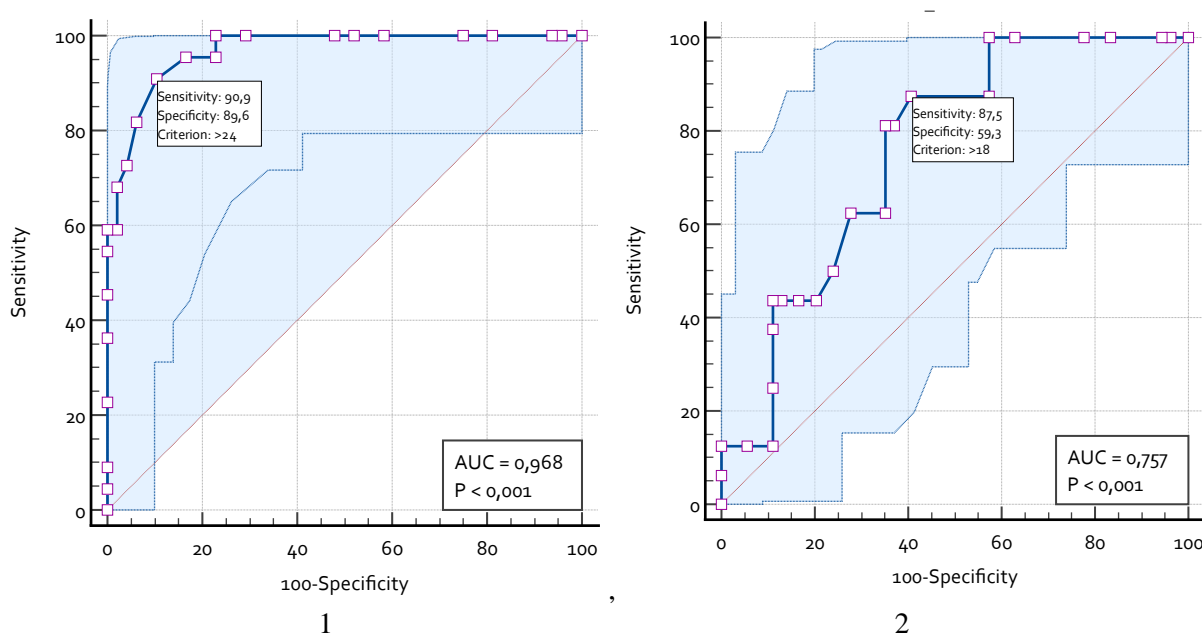 100
80
60
40
20
0
Sensitivity
Sensitivity: 90,9
Specificity: 89,6
Criterion: >24
AUC = 0,968
P < 0,001
0 20 40 60 80 100
100-Specificity
,
1
100
80
60
40
20
0
Sensitivity
Sensitivity: 87,5
Specificity: 59,3
Criterion: >18
AUC = 0,757
P < 0,001
0 20 40 60 80 100
100-Specificity
2